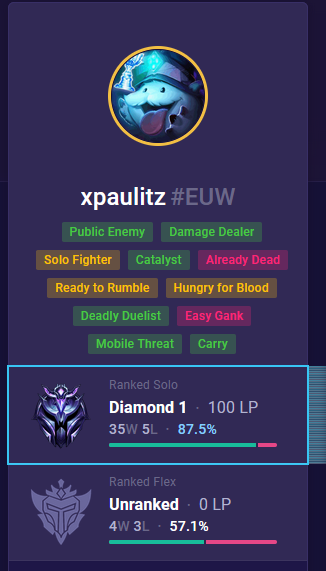 xpaulitz #EUW
Public Enemy Damage Dealer
Solo Fighter Catalyst Already Dead
Ready to Rumble Hungry for Blood
Deadly Duelist Easy Gank
Mobile Threat Carry
Ranked Solo
Diamond 1 · 100 LP
35W 5L · 87.5%
Ranked Flex
Unranked · 0 LP
4W 3L · 57.1%